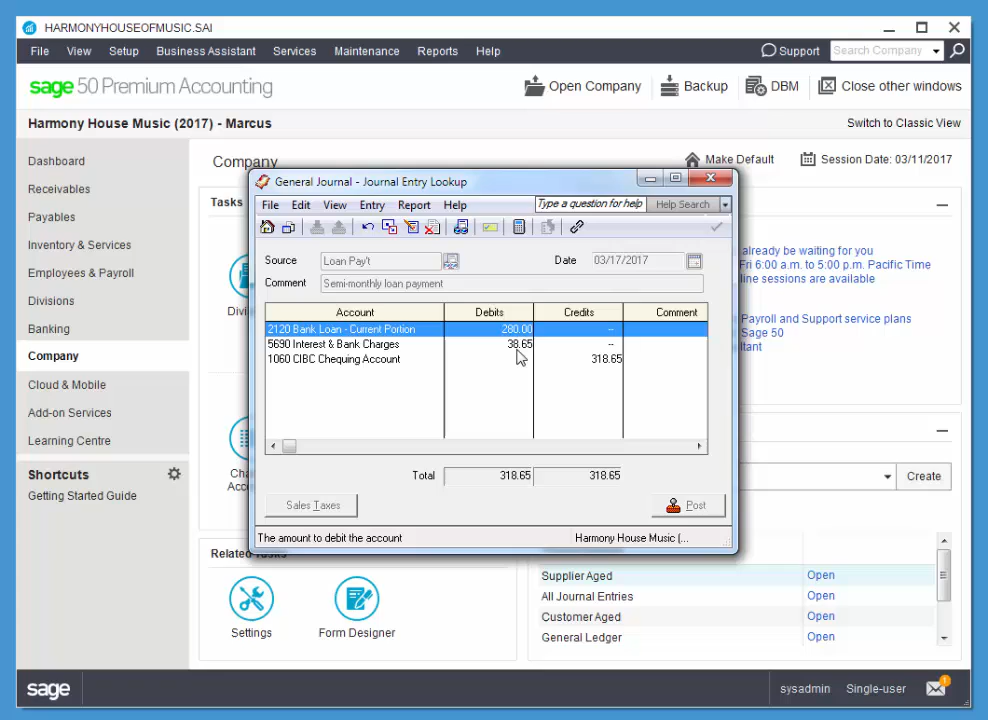 HARMONYHOUSEOFMUSIC.SAI
File View Setup Business Assistant Services Maintenance Reports Help
Support Search Company
sage 50 Premium Accounting
Open Company Backup DBM Close other windows
Harmony House Music (2017) - Marcus
Switch to Classic View
Dashboard
Receivables
Payables
Inventory & Services
Employees & Payroll
Divisions
Banking
Company
Cloud & Mobile
Add-on Services
Learning Centre
Shortcuts
Getting Started Guide
Company
Make Default
Session Date: 03/11/2017
Tasks
General Journal - Journal Entry Lookup
File Edit View Entry Report Help
Type a question for help Help Search
Source Loan Pay't
Date 03/17/2017
Comment Semi-monthly loan payment
Account Debits Credits Comment
2120 Bank Loan - Current Portion 280.00 --
5690 Interest & Bank Charges 38.65 --
1060 CIBC Chequing Account 318.65
Total 318.65 318.65
Sales Taxes
Post
The amount to debit the account
Harmony House Music (...
already be waiting for you
Fri 6:00 a.m. to 5:00 p.m. Pacific Time
line sessions are available
Payroll and Support service plans
Sage 50
ltant
Divi
Cha
Acco
Create
Related Tasks
Settings
Form Designer
Supplier Aged Open
All Journal Entries Open
Customer Aged Open
General Ledger Open
sage
sysadmin Single-user
1